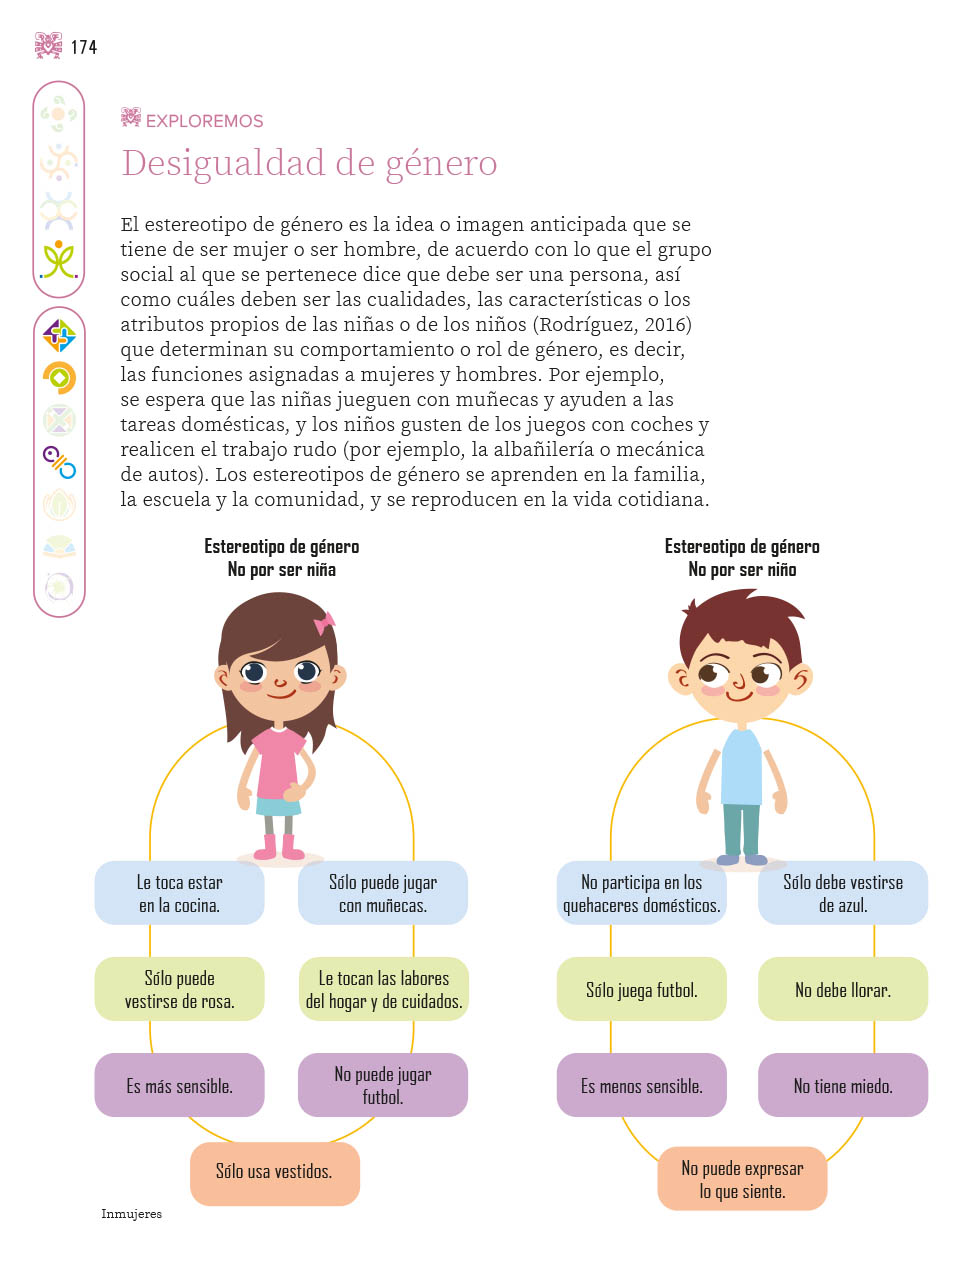 174
EXPLOREMOS
Desigualdad de género
El estereotipo de género es la idea o imagen anticipada que se
tiene de ser mujer o ser hombre, de acuerdo con lo que el grupo
social al que se pertenece dice que debe ser una persona, así
como cuáles deben ser las cualidades, las características o los
atributos propios de las niñas o de los niños (Rodríguez, 2016)
que determinan su comportamiento o rol de género, es decir,
las funciones asignadas a mujeres y hombres. Por ejemplo,
se espera que las niñas jueguen con muñecas y ayuden a las
tareas domésticas, y los niños gusten de los juegos con coches y
realicen el trabajo rudo (por ejemplo, la albañilería o mecánica
de autos). Los estereotipos de género se aprenden en la familia,
la escuela y la comunidad, y se reproducen en la vida cotidiana.
Estereotipo de género
No por ser niña
Le toca estar
en la cocina.
Sólo puede jugar
con muñecas.
Sólo puede
vestirse de rosa.
Le tocan las labores
del hogar y de cuidados.
Es más sensible.
No puede jugar
futbol.
Sólo usa vestidos.
Estereotipo de género
No por ser niño
No participa en los
quehaceres domésticos.
Sólo debe vestirse
de azul.
Sólo juega futbol.
No debe llorar.
Es menos sensible.
No tiene miedo.
No puede expresar
lo que siente.
Inmujeres